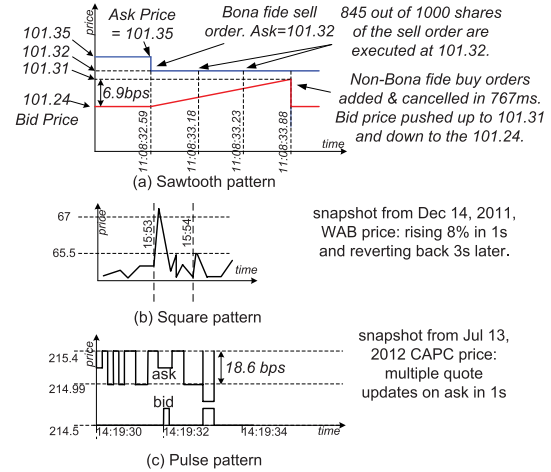 price
Ask Price
= 101.35
Bona fide sell
order. Ask=101.32
845 out of 1000 shares
of the sell order are
executed at 101.32.
101.35
101.32
101.31
6.9bps
101.24
Bid Price
Non-Bona fide buy orders
added & cancelled in 767ms.
Bid price pushed up to 101.31
and down to the 101.24.
11:08:32.59
11:08:33.18
11:08:33.23
11:08:33.88
time
(a) Sawtooth pattern
price
67
65.5
15:53
15:54
time
snapshot from Dec 14, 2011,
WAB price: rising 8% in 1s
and reverting back 3s later.
(b) Square pattern
price
215.4
214.99
214.5
ask
bid
18.6 bps
14:19:30
14:19:32
14:19:34
time
snapshot from Jul 13,
2012 CAPC price:
multiple quote
updates on ask in 1s
(c) Pulse pattern